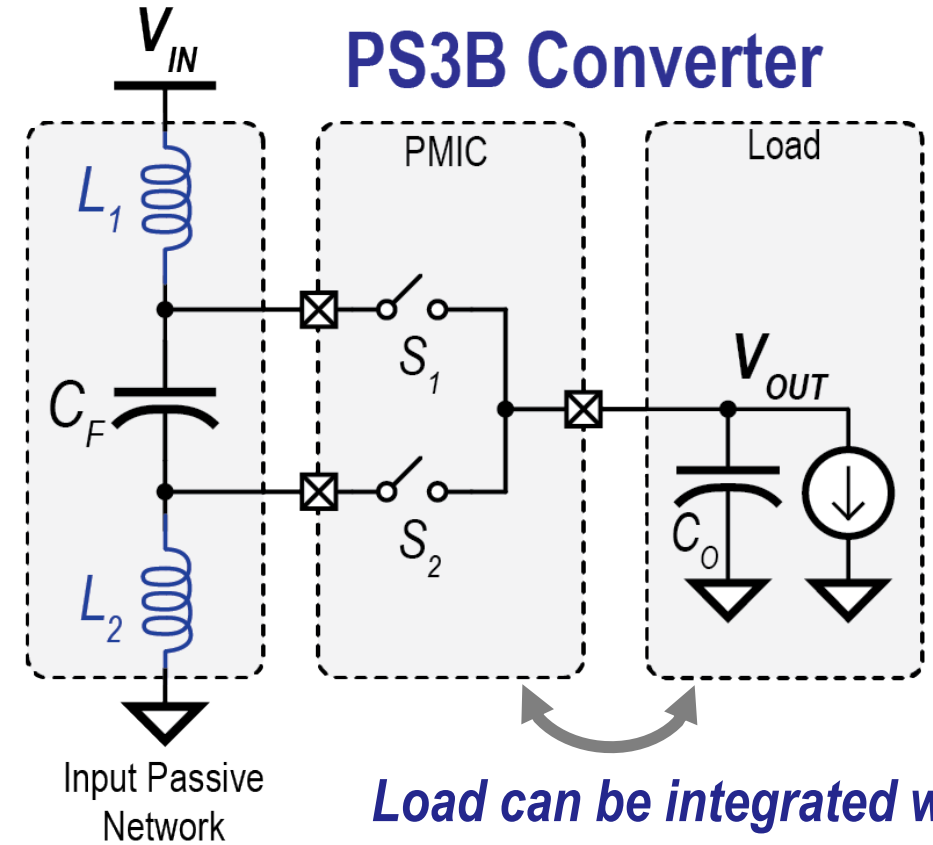 V_IN
PS3B Converter
PMIC
Load
L_1
S_1
V_OUT
C_F
S_2
C_O
L_2
Input Passive
Network
Load can be integrated w